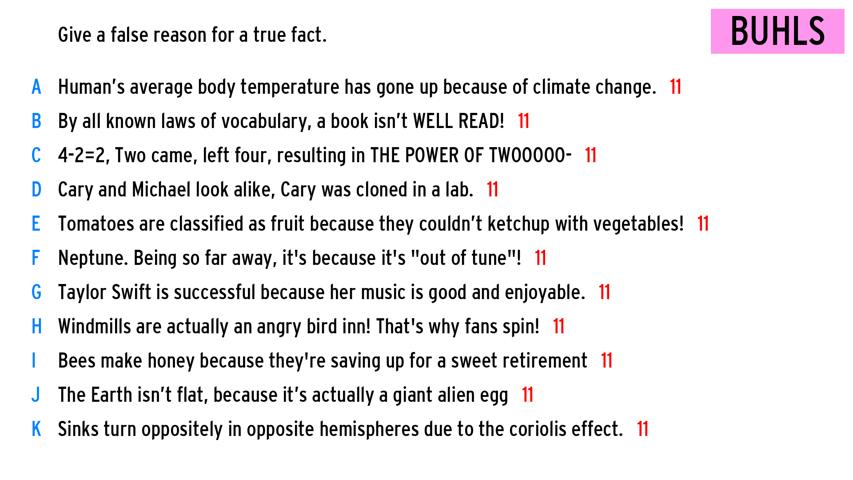 Give a false reason for a true fact.
BUHLS
A Human's average body temperature has gone up because of climate change. 11
B By all known laws of vocabulary, a book isn't WELL READ! 11
C 4-2=2, Two came, left four, resulting in THE POWER OF TWOOOOO- 11
D Cary and Michael look alike, Cary was cloned in a lab. 11
E Tomatoes are classified as fruit because they couldn't ketchup with vegetables! 11
F Neptune. Being so far away, it's because it's "out of tune"! 11
G Taylor Swift is successful because her music is good and enjoyable. 11
H Windmills are actually an angry bird inn! That's why fans spin! 11
I Bees make honey because they're saving up for a sweet retirement 11
J The Earth isn't flat, because it's actually a giant alien egg 11
K Sinks turn oppositely in opposite hemispheres due to the coriolis effect. 11